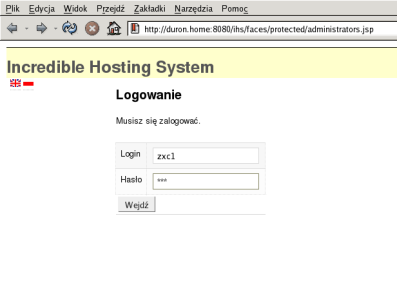 Plik Edycja Widok Przejdź Zakładki Narzędzia Pomoc
http://duron.home:8080/ihs/faces/protected/administrators.jsp
Incredible Hosting System
Logowanie
Musisz się zalogować.
Login zxc1
Hasło ***
Wejdź